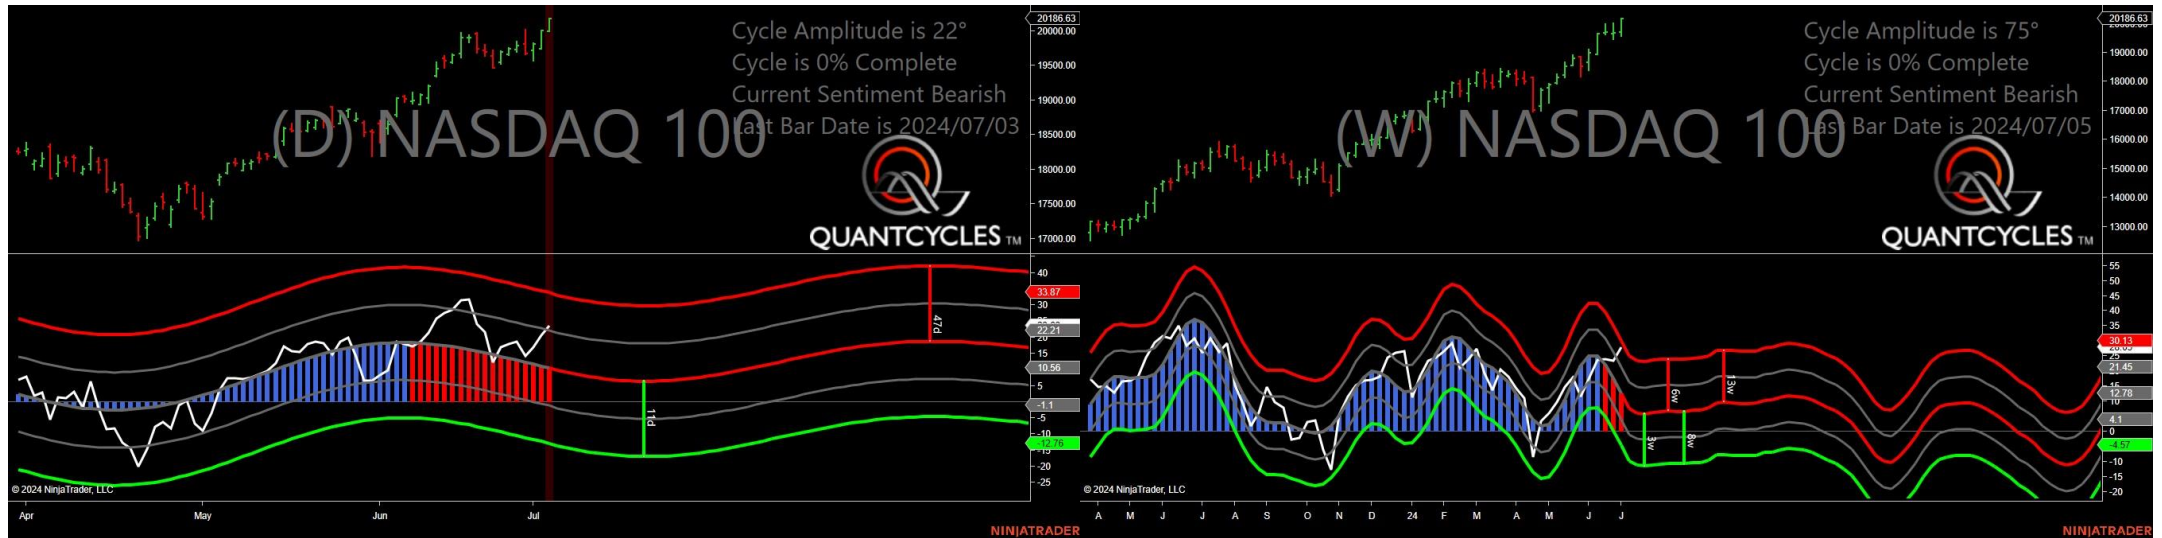 20186.63
20000.00
19500.00
19000.00
18500.00
18000.00
17500.00
17000.00
Cycle Amplitude is 22°
Cycle is 0% Complete
Current Sentiment Bearish
Last Bar Date is 2024/07/03
(D) NASDAQ 100
QUANTCYCLES TM
40
33.87
30
22.21
20
15
10.56
5
-1.1
-5
-10
-12.76
-15
-20
-25
47d
11d
© 2024 NinjaTrader, LLC
Apr May Jun Jul
NINJATRADER
20186.63
19000.00
18000.00
17000.00
16000.00
15000.00
14000.00
13000.00
Cycle Amplitude is 75°
Cycle is 0% Complete
Current Sentiment Bearish
Last Bar Date is 2024/07/05
(W) NASDAQ 100
QUANTCYCLES TM
55
50
45
40
35
30.13
25
21.45
15
12.78
10
4.1
0
-4.57
-10
-15
-20
6w
13w
3w
8w
© 2024 NinjaTrader, LLC
A M J J A S O N D 24 F M A M J J
NINJATRADER